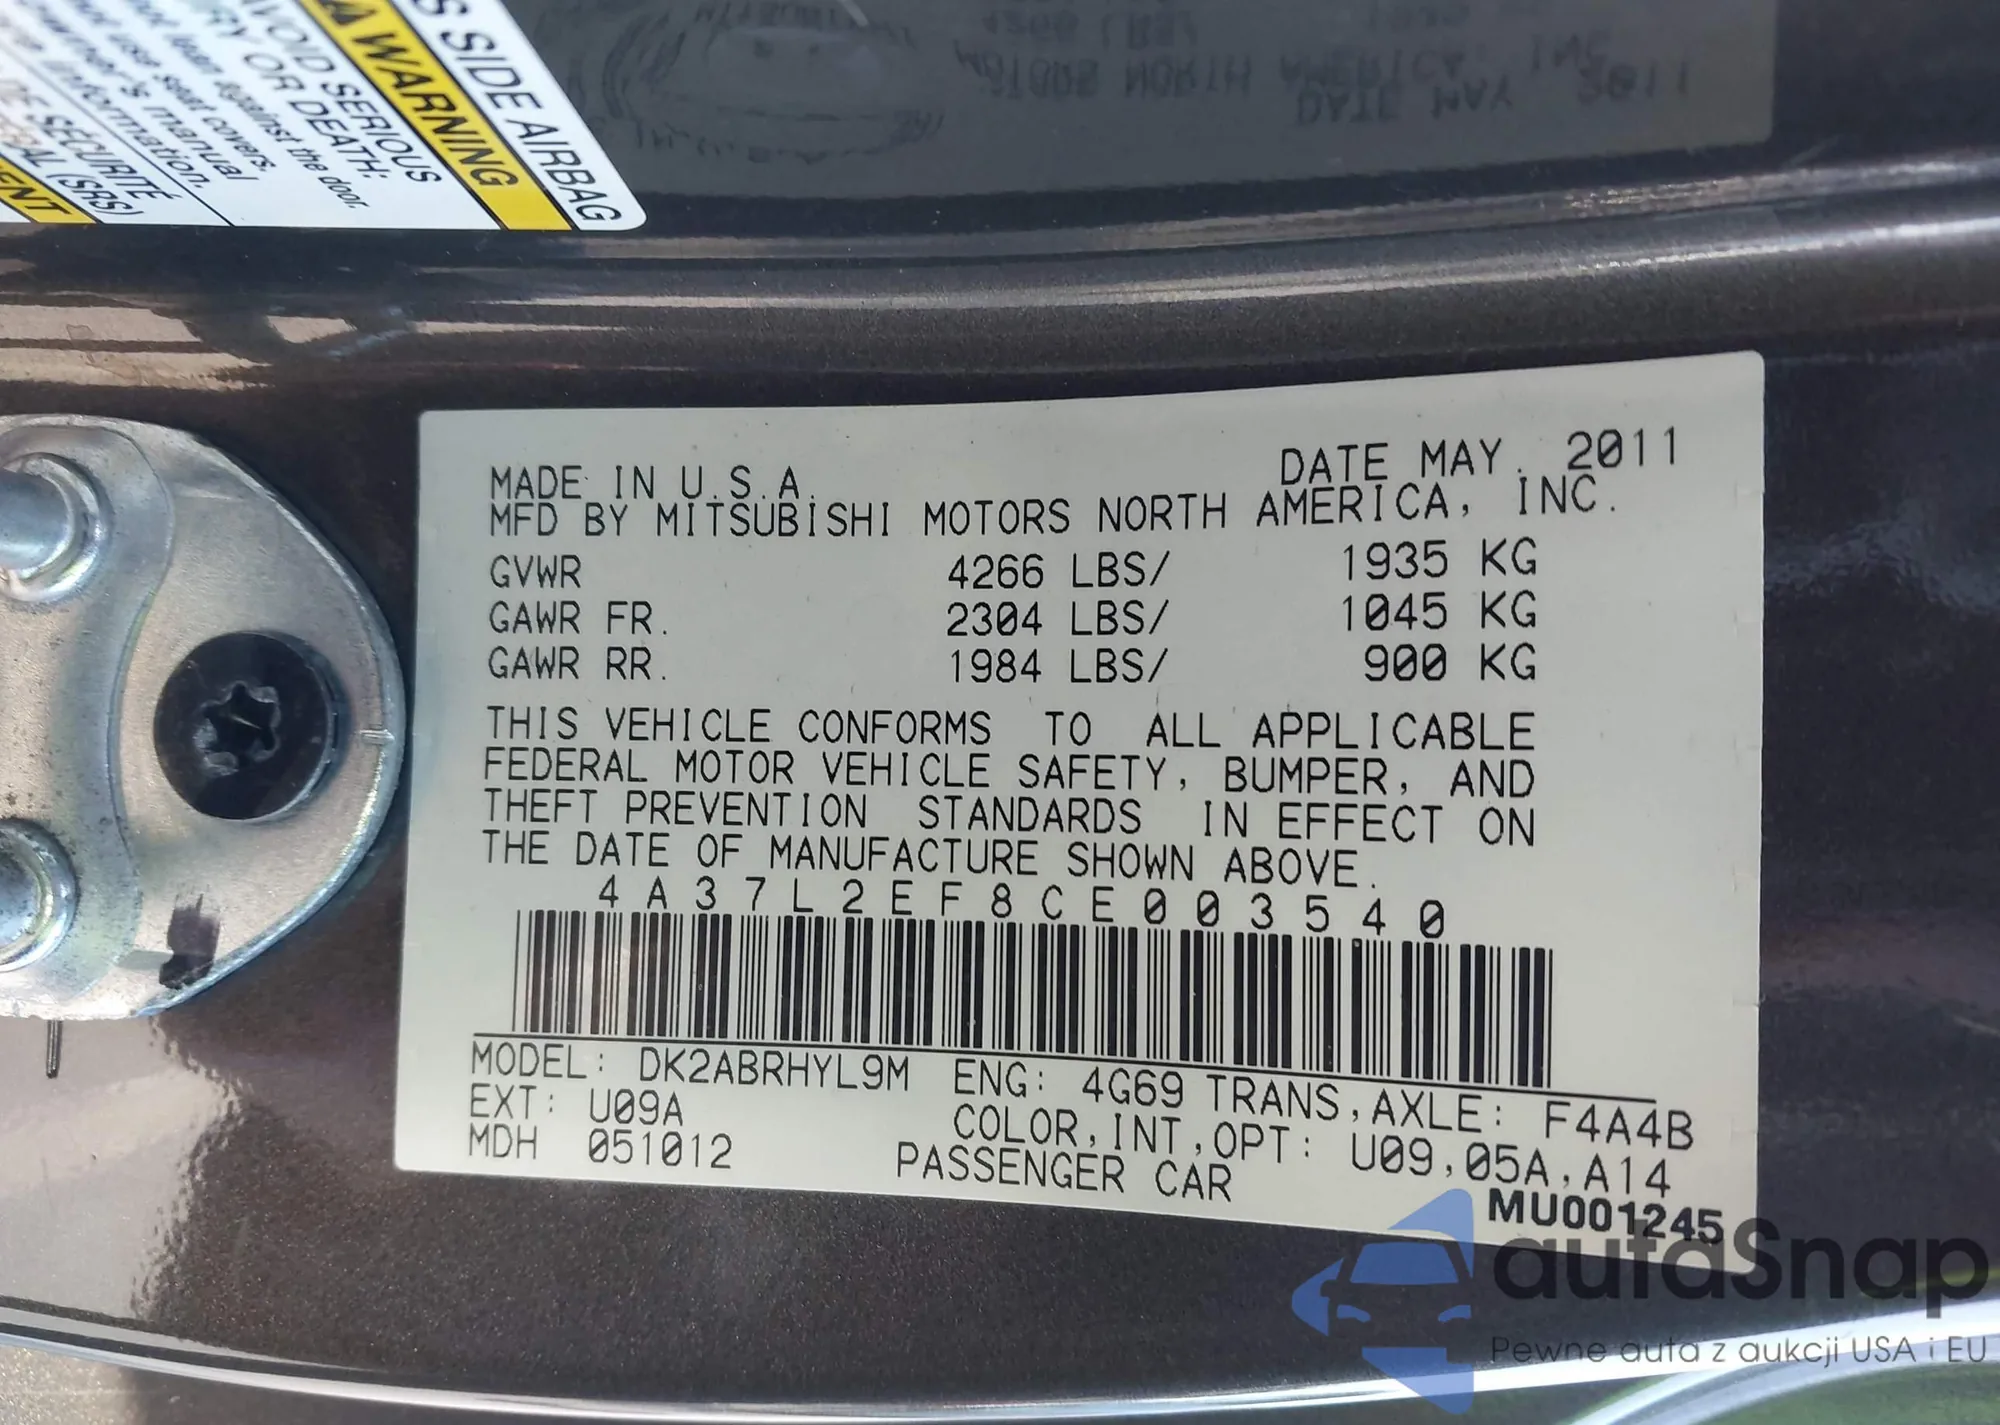 S SIDE AIRBAG
WARNING
AVOID SERIOUS
OR DEATH:
lean against the door.
use seat covers.
owner's manual
information.
DE SÉCURITÉ
(SRS)
MADE IN U.S.A. DATE MAY. 2011
MFD BY MITSUBISHI MOTORS NORTH AMERICA, INC.
GVWR 4266 LBS/ 1935 KG
GAWR FR. 2304 LBS/ 1045 KG
GAWR RR. 1984 LBS/ 900 KG
THIS VEHICLE CONFORMS TO ALL APPLICABLE
FEDERAL MOTOR VEHICLE SAFETY, BUMPER, AND
THEFT PREVENTION STANDARDS IN EFFECT ON
THE DATE OF MANUFACTURE SHOWN ABOVE.
4A37L2EF8CE003540
MODEL: DK2ABRHYL9M ENG: 4G69 TRANS,AXLE: F4A4B
EXT: U09A COLOR,INT,OPT: U09,05A,A14
MDH 051012 PASSENGER CAR
MU001245
autaSnap
Pewne auta z aukcji USA i EU